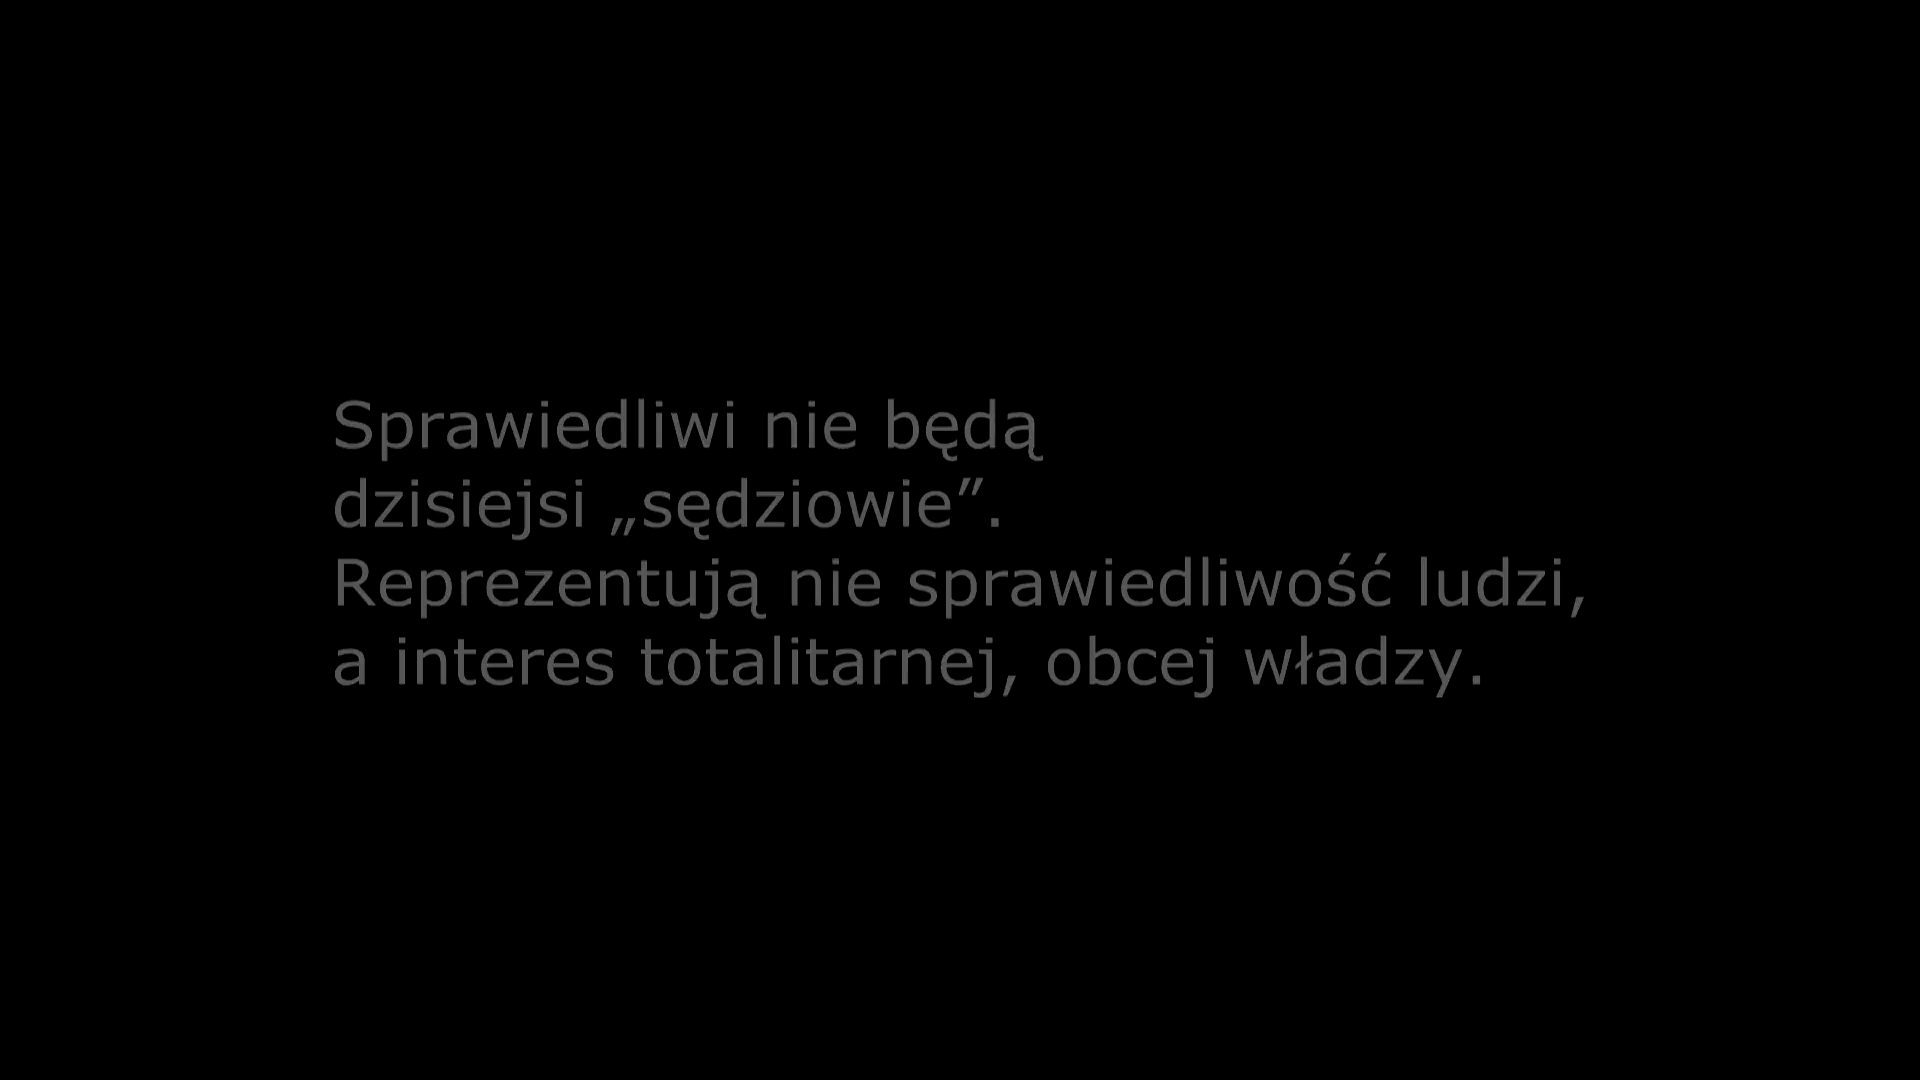 Sprawiedliwi nie będą
dzisiejsi „sędziowie”.
Reprezentują nie sprawiedliwość ludzi,
a interes totalitarnej, obcej władzy.